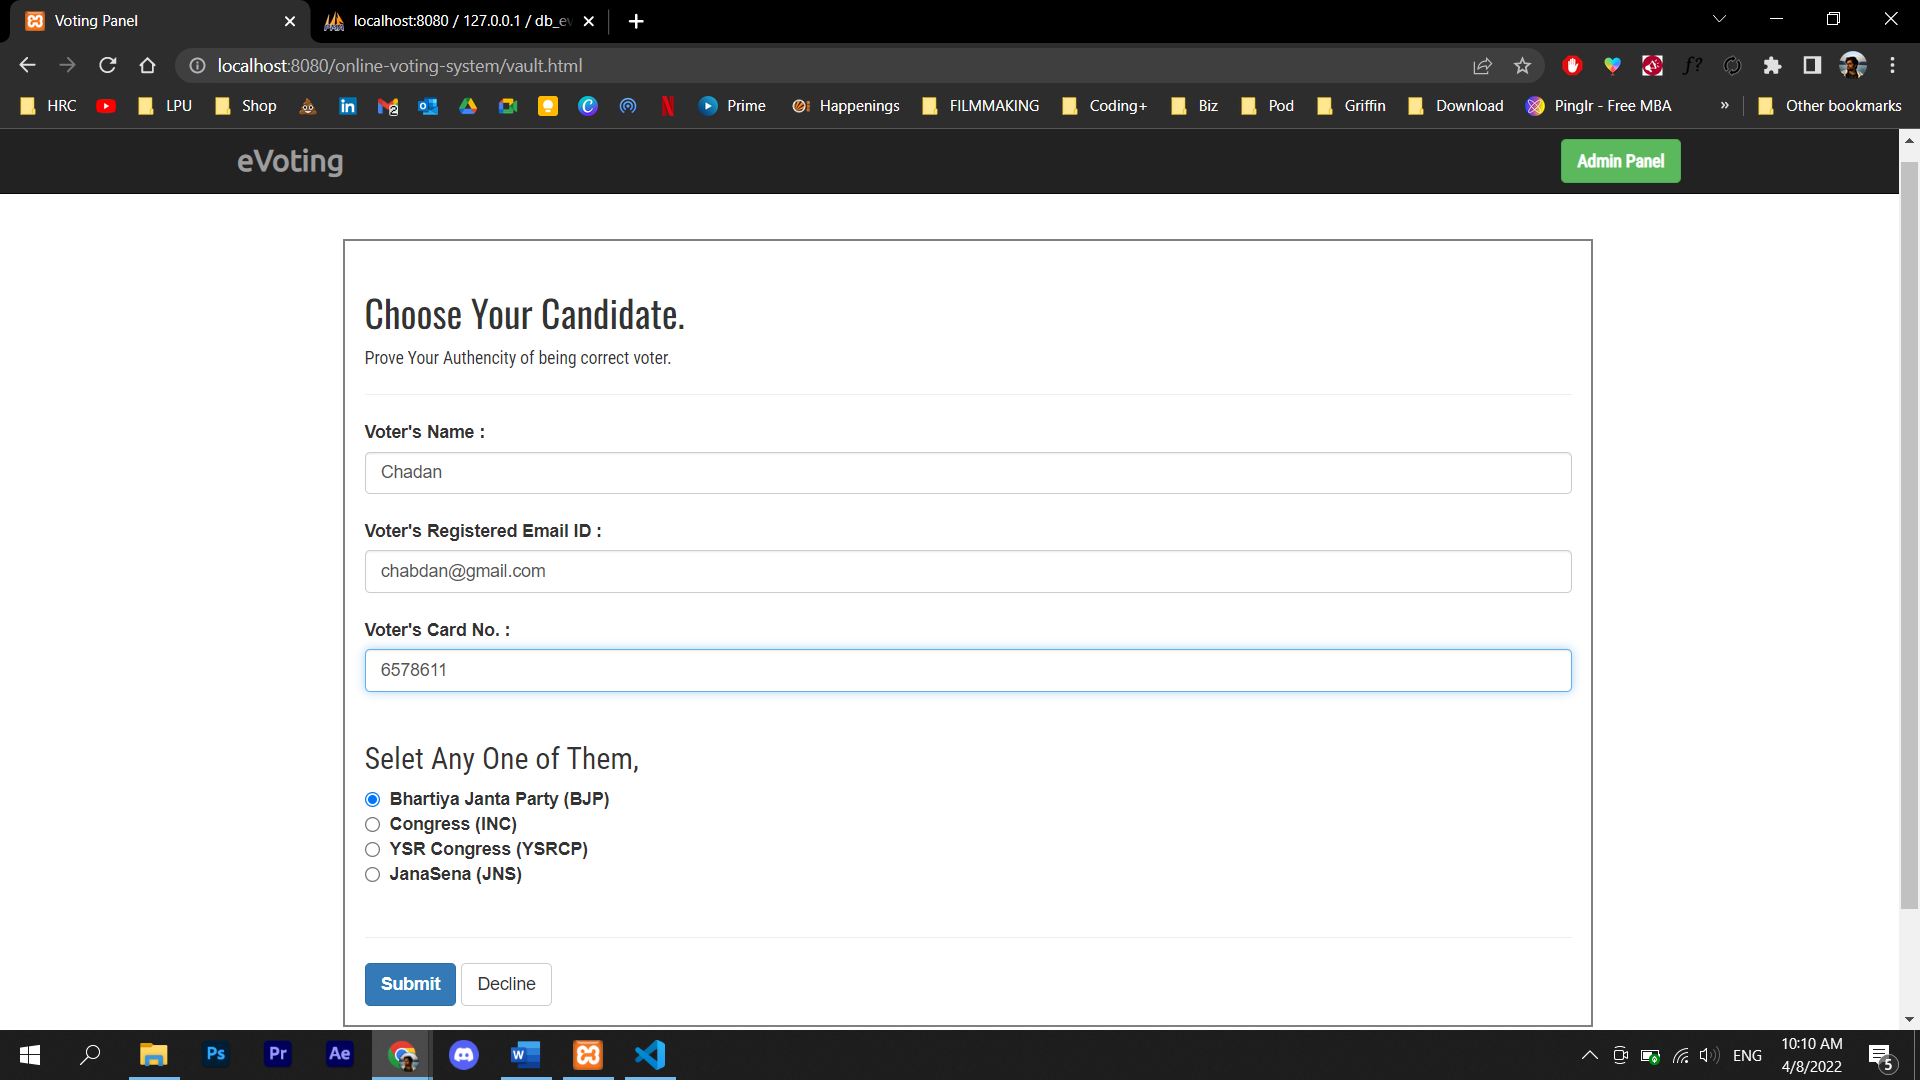 Voting Panel
localhost:8080 / 127.0.0.1 / db_ev
localhost:8080/online-voting-system/vault.html
f?
HRC
LPU
Shop
Prime
Happenings
FILMMAKING
Coding+
Biz
Pod
Griffin
Download
PingIr - Free MBA
»
Other bookmarks
eVoting
Admin Panel
Choose Your Candidate.
Prove Your Authencity of being correct voter.
Voter's Name :
Chadan
Voter's Registered Email ID :
chabdan@gmail.com
Voter's Card No. :
6578611
Selet Any One of Them,
Bhartiya Janta Party (BJP)
Congress (INC)
YSR Congress (YSRCP)
JanaSena (JNS)
Submit
Decline
Ps
Pr
Ae
ENG
10:10 AM
4/8/2022
5